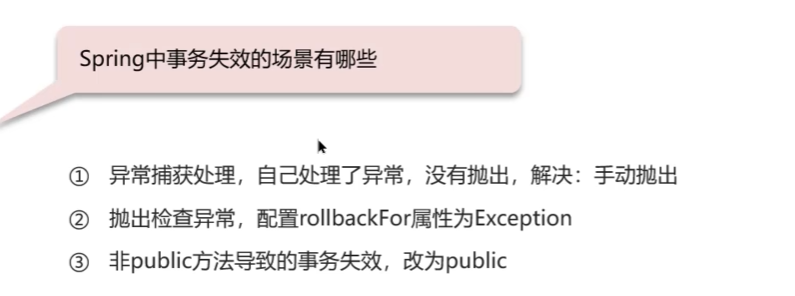 Spring中事务失效的场景有哪些
① 异常捕获处理，自己处理了异常，没有抛出，解决：手动抛出
② 抛出检查异常，配置rollbackFor属性为Exception
③ 非public方法导致的事务失效，改为public